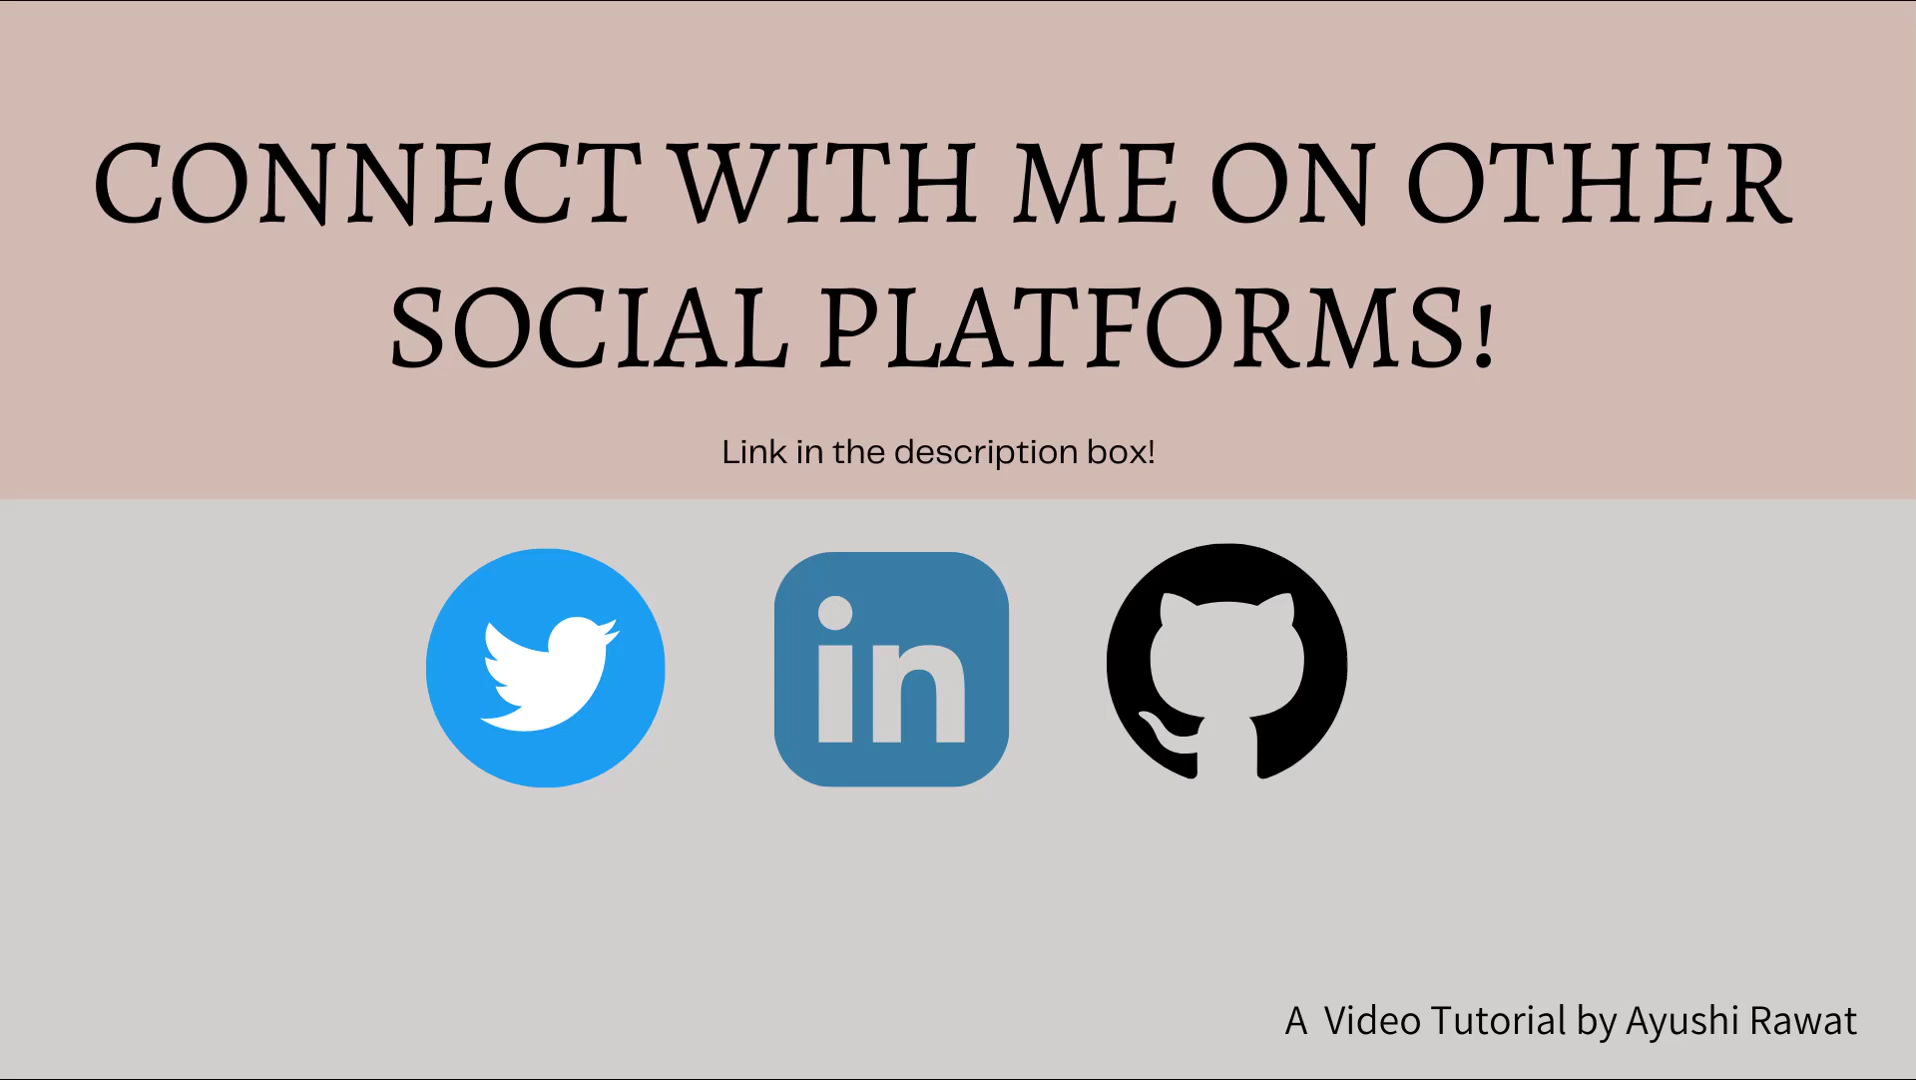 CONNECT WITH ME ON OTHER
SOCIAL PLATFORMS!
Link in the description box!
in
A Video Tutorial by Ayushi Rawat